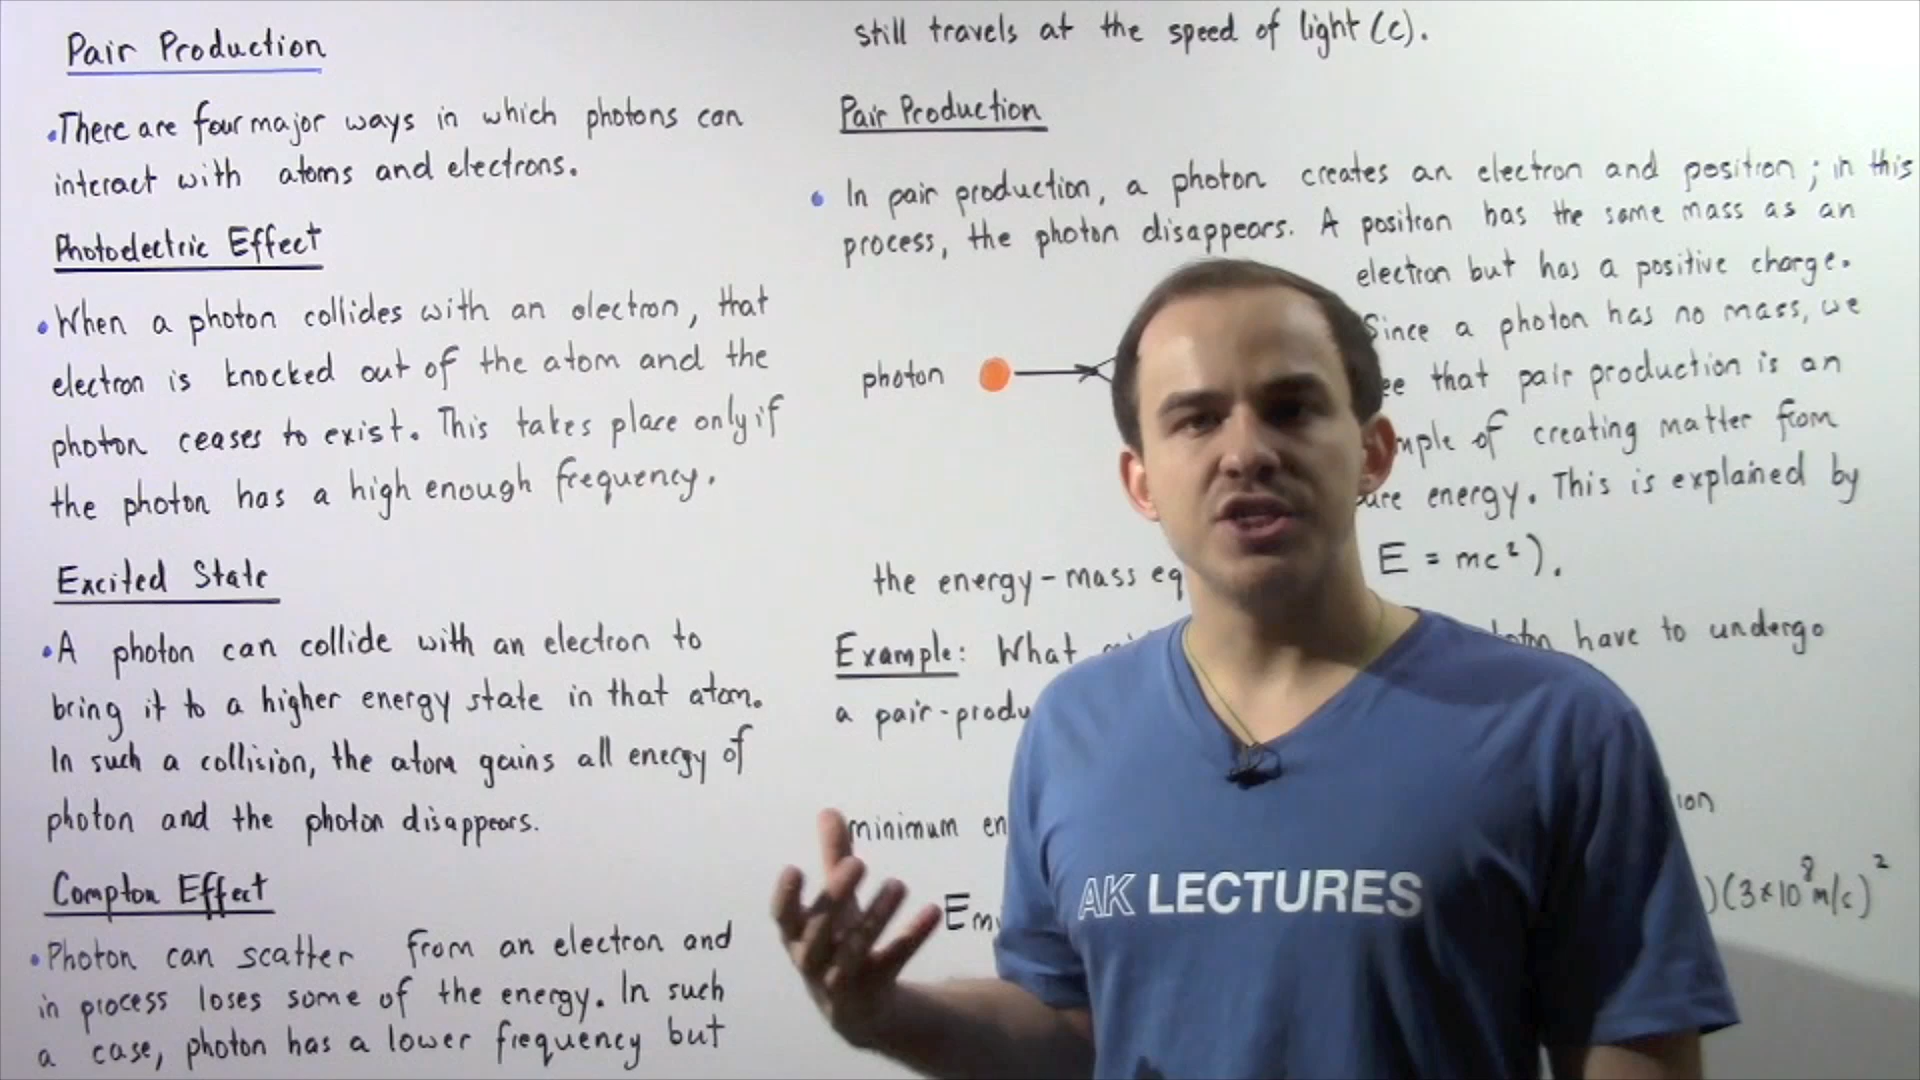 Pair Production
•There are four major ways in which photons can
interact with atoms and electrons.
Photoelectric Effect
•When a photon collides with an electron, that
electron is knocked out of the atom and the
photon ceases to exist. This takes place only if
the photon has a high enough frequency.
Excited State
•A photon can collide with an electron to
bring it to a higher energy state in that atom.
In such a collision, the atom gains all energy of
photon and the photon disappears.
Compton Effect
•Photon can scatter from an electron and
in process loses some of the energy. In such
a case, photon has a lower frequency but
still travels at the speed of light (c).
Pair Production
• In pair production, a photon creates an electron and positron; in this
process, the photon disappears. A positron has the same mass as an
electron but has a positive charge.
Since a photon has no mass, we
that pair production is an
of creating matter from
energy. This is explained by
photon
the energy-mass E = mc²).
Example: What have to undergo
a
minimum
)(3×10⁸ m/s)²
AK LECTURES